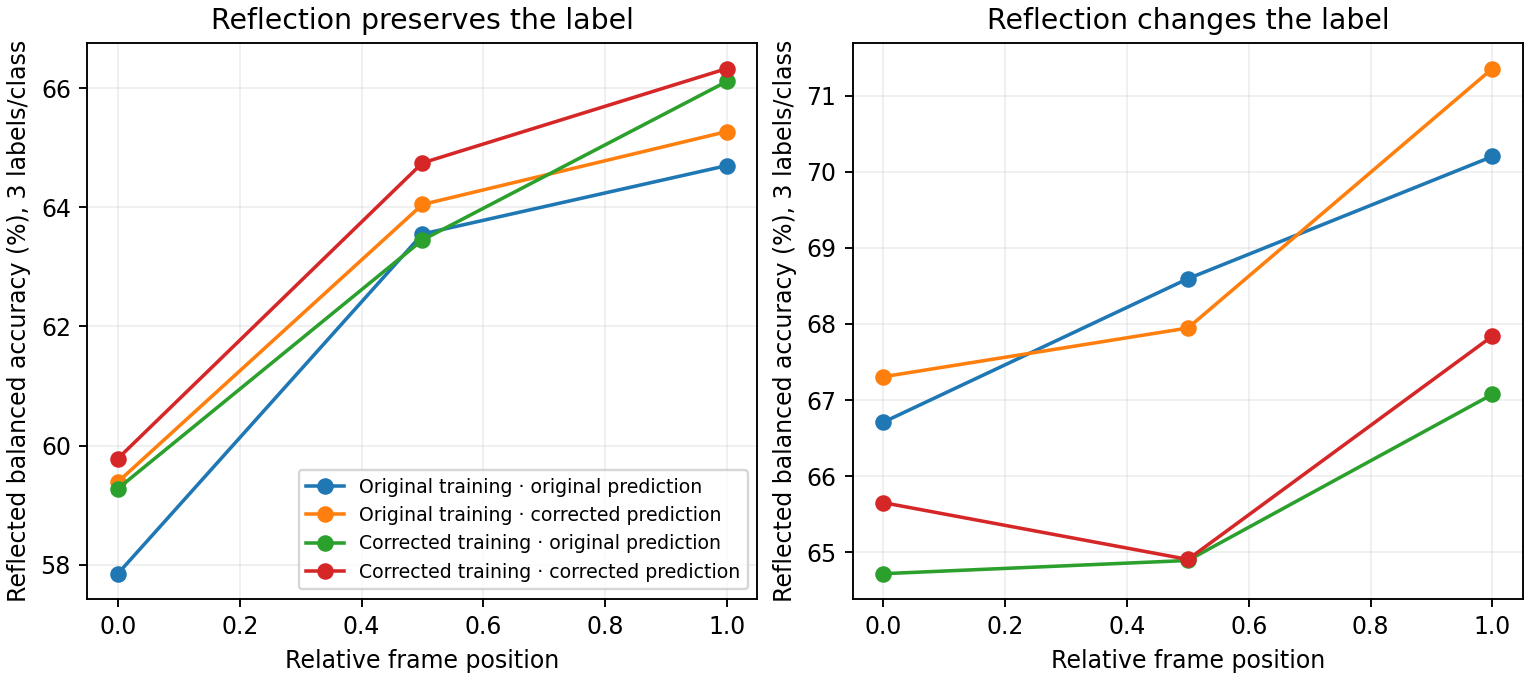 Reflection preserves the label
Reflected balanced accuracy (%), 3 labels/class
66
64
62
60
58
Original training · original prediction
Original training · corrected prediction
Corrected training · original prediction
Corrected training · corrected prediction
0.0 0.2 0.4 0.6 0.8 1.0
Relative frame position
Reflection changes the label
Reflected balanced accuracy (%), 3 labels/class
71
70
69
68
67
66
65
0.0 0.2 0.4 0.6 0.8 1.0
Relative frame position